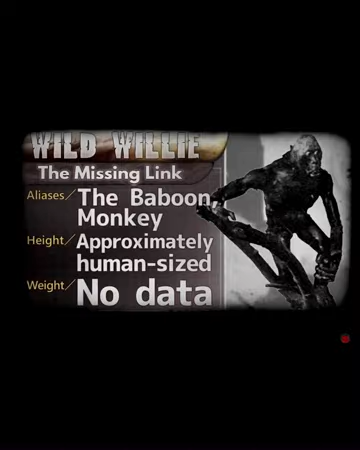 WILD WILLIE
The Missing Link
Aliases/ The Baboon
Monkey
Height/ Approximately
human-sized
Weight/ No data